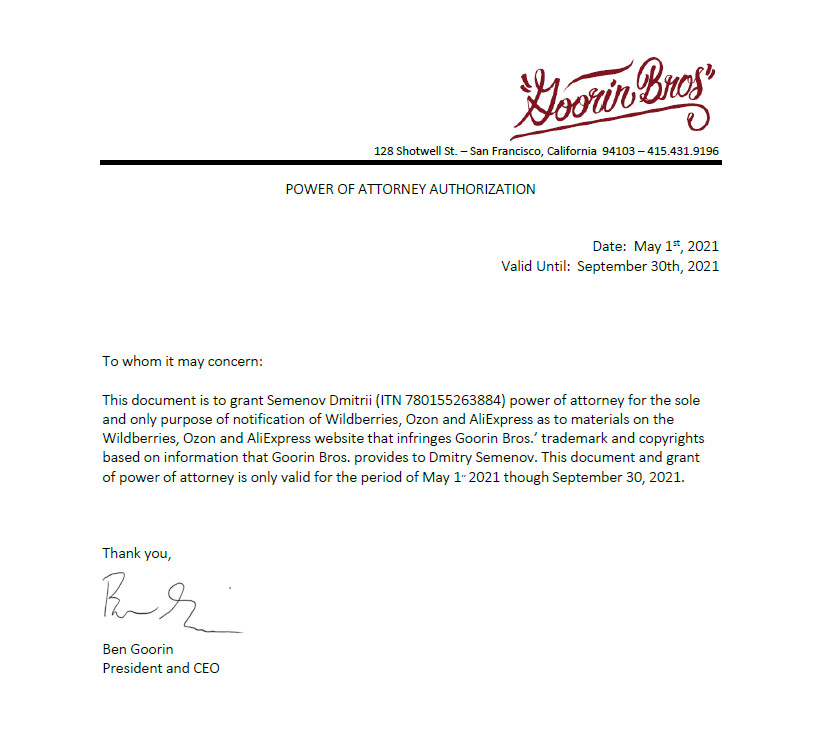 "Goorin Bros"
128 Shotwell St. – San Francisco, California 94103 – 415.431.9196
POWER OF ATTORNEY AUTHORIZATION
Date: May 1st, 2021
Valid Until: September 30th, 2021
To whom it may concern:
This document is to grant Semenov Dmitrii (ITN 780155263884) power of attorney for the sole
and only purpose of notification of Wildberries, Ozon and AliExpress as to materials on the
Wildberries, Ozon and AliExpress website that infringes Goorin Bros.’ trademark and copyrights
based on information that Goorin Bros. provides to Dmitry Semenov. This document and grant
of power of attorney is only valid for the period of May 1st 2021 though September 30, 2021.
Thank you,
Ben Goorin
President and CEO